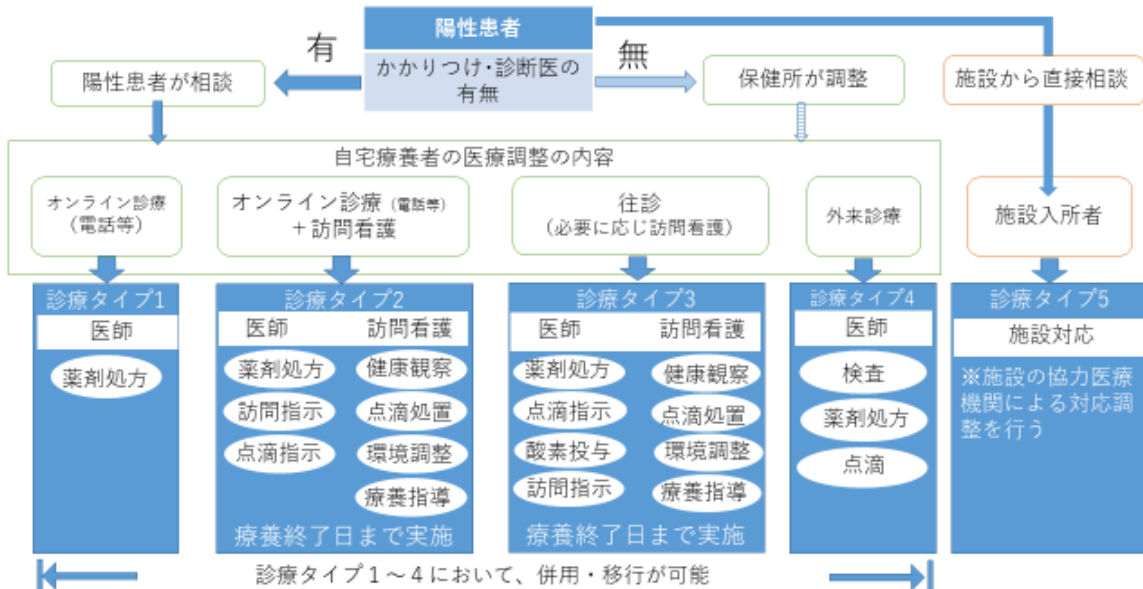 陽性患者
かかりつけ・診断医の
有無
有
無
陽性患者が相談
保健所が調整
施設から直接相談
自宅療養者の医療調整の内容
オンライン診療
(電話等)
オンライン診療 (電話等)
＋訪問看護
往診
(必要に応じ訪問看護)
外来診療
施設入所者
診療タイプ1
医師
薬剤処方
診療タイプ2
医師 訪問看護
薬剤処方 健康観察
訪問指示 点滴処置
点滴指示 環境調整
療養指導
療養終了日まで実施
診療タイプ3
医師 訪問看護
薬剤処方 健康観察
点滴指示 点滴処置
酸素投与 環境調整
訪問指示 療養指導
療養終了日まで実施
診療タイプ4
医師
検査
薬剤処方
点滴
診療タイプ5
施設対応
※施設の協力医療
機関による対応調
整を行う
診療タイプ１～４において、併用・移行が可能